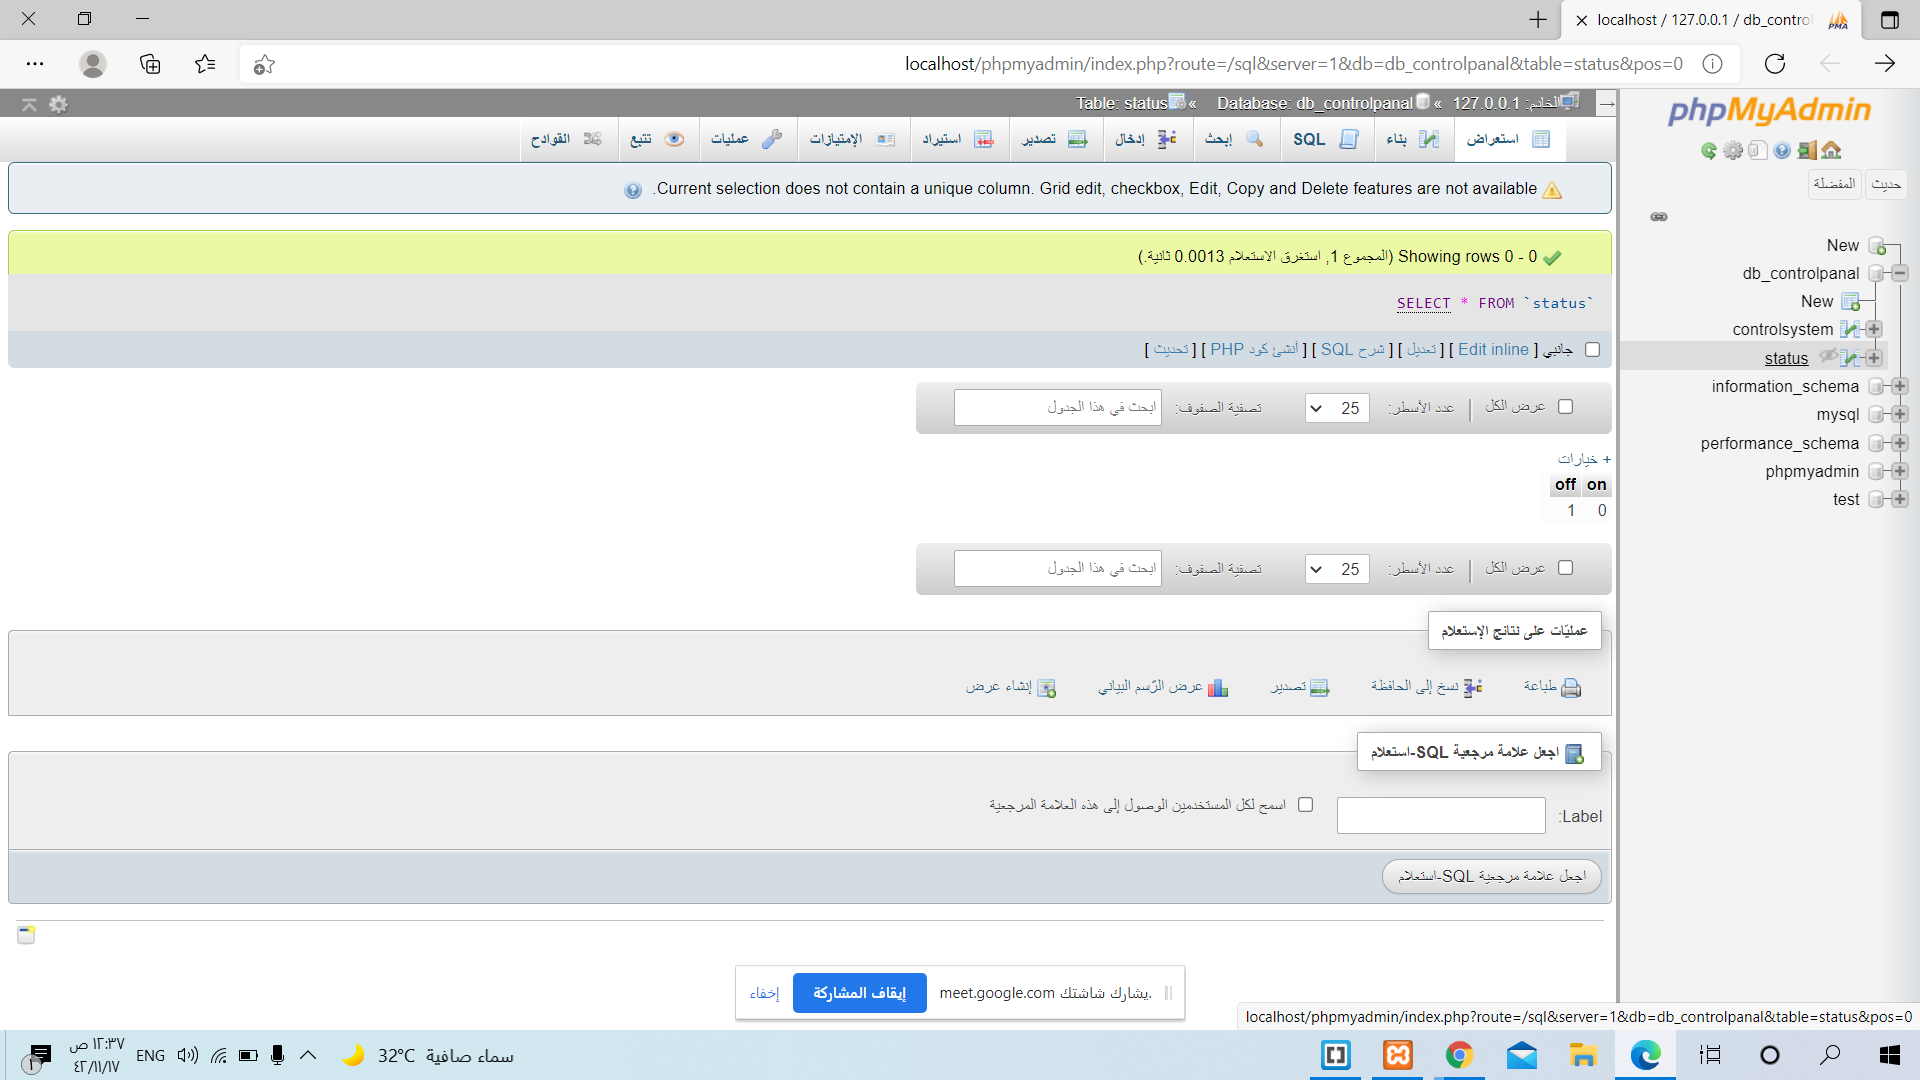 localhost / 127.0.0.1 / db_contro
localhost/phpmyadmin/index.php?route=/sql&server=1&db=db_controlpanal&table=status&pos=0
phpMyAdmin
حديث
المفضلة
New
db_controlpanal
New
controlsystem
status
information_schema
mysql
performance_schema
phpmyadmin
test
الخادم: 127.0.0.1 » Database: db_controlpanal » Table: status
استعراض
بناء
SQL
إبحث
إدخال
تصدير
استيراد
الإمتيازات
عمليات
تتبع
القوادح
Current selection does not contain a unique column. Grid edit, checkbox, Edit, Copy and Delete features are not available.
Showing rows 0 - 0 (المجموع 1, استغرق الاستعلام 0.0013 ثانية.)
SELECT * FROM `status`
جانبي [ Edit inline ] [ تعديل ] [ شرح SQL ] [ أنشئ كود PHP ] [ تحديث ]
عرض الكل | عدد الأسطر: 25 تصفية الصفوف: ابحث في هذا الجدول
+ خيارات
on off
0 1
عرض الكل | عدد الأسطر: 25 تصفية الصفوف: ابحث في هذا الجدول
عمليّات على نتائج الإستعلام
طباعة
نسخ إلى الحافظة
تصدير
عرض الرّسم البياني
إنشاء عرض
اجعل علامة مرجعية SQL-استعلام
Label:
اسمح لكل المستخدمين الوصول إلى هذه العلامة المرجعية
اجعل علامة مرجعية SQL-استعلام
meet.google.com يشارك شاشتك.
إيقاف المشاركة
إخفاء
localhost/phpmyadmin/index.php?route=/sql&server=1&db=db_controlpanal&table=status&pos=0
سماء صافية 32°C
ENG
١٢:٣٧ ص
٤٢/١١/١٧
١